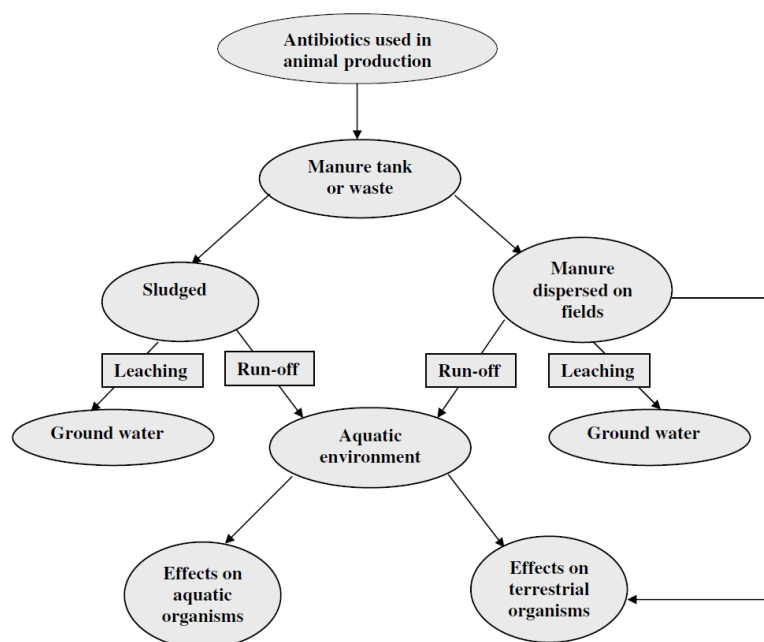 Antibiotics used in
animal production
Manure tank
or waste
Sludged
Manure
dispersed on
fields
Leaching
Run-off
Run-off
Leaching
Ground water
Aquatic
environment
Ground water
Effects on
aquatic
organisms
Effects on
terrestrial
organisms